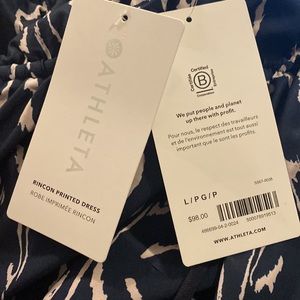 ATHLETA
RINCON PRINTED DRESS
ROBE IMPRIMÉE RINCON
Certified
B
Corporation
We put people and planet
up there with profit.
Pour nous, le respect des travailleurs
et de l'environnement est tout aussi
important que le sont les profits.
L / P G / P
$98.00
WWW.ATHLETA.COM